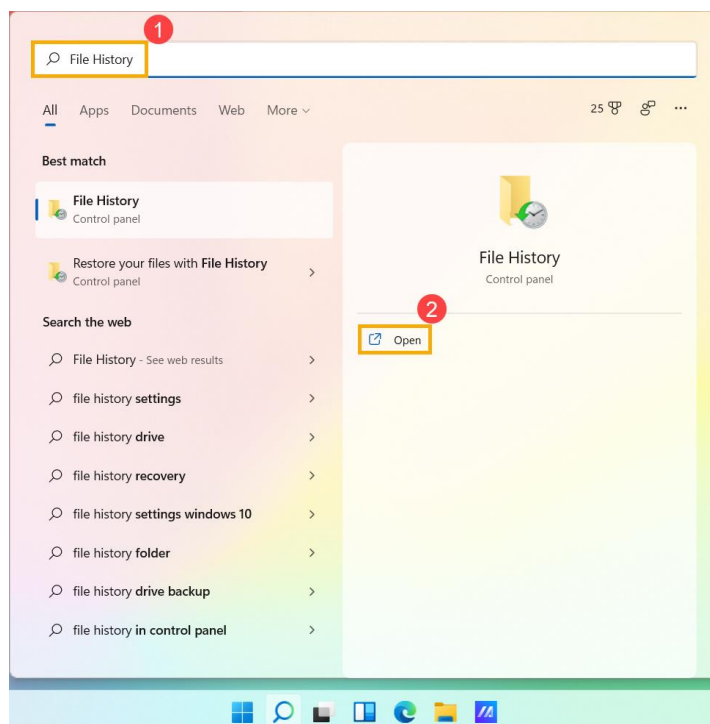 1
File History
All Apps Documents Web More
25
Best match
File History
Control panel
Restore your files with File History
Control panel
Search the web
File History - See web results
file history settings
file history drive
file history recovery
file history settings windows 10
file history folder
file history drive backup
file history in control panel
File History
Control panel
2
Open